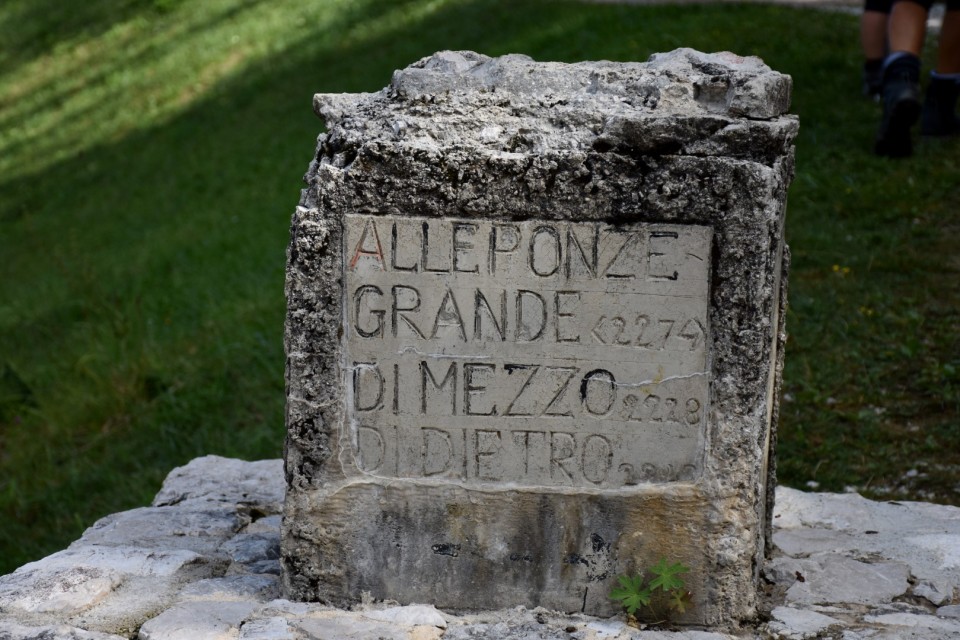 ALLE PONZE-
GRANDE (2274)
DI MEZZO 2228
DI DIETRO